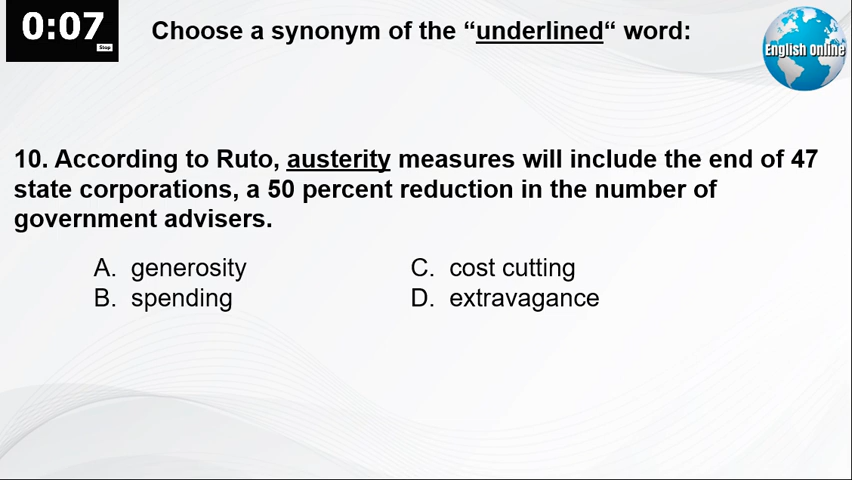 0:07
Stop
Choose a synonym of the “underlined“ word:
English Online
10. According to Ruto, austerity measures will include the end of 47
state corporations, a 50 percent reduction in the number of
government advisers.
A. generosity
B. spending
C. cost cutting
D. extravagance